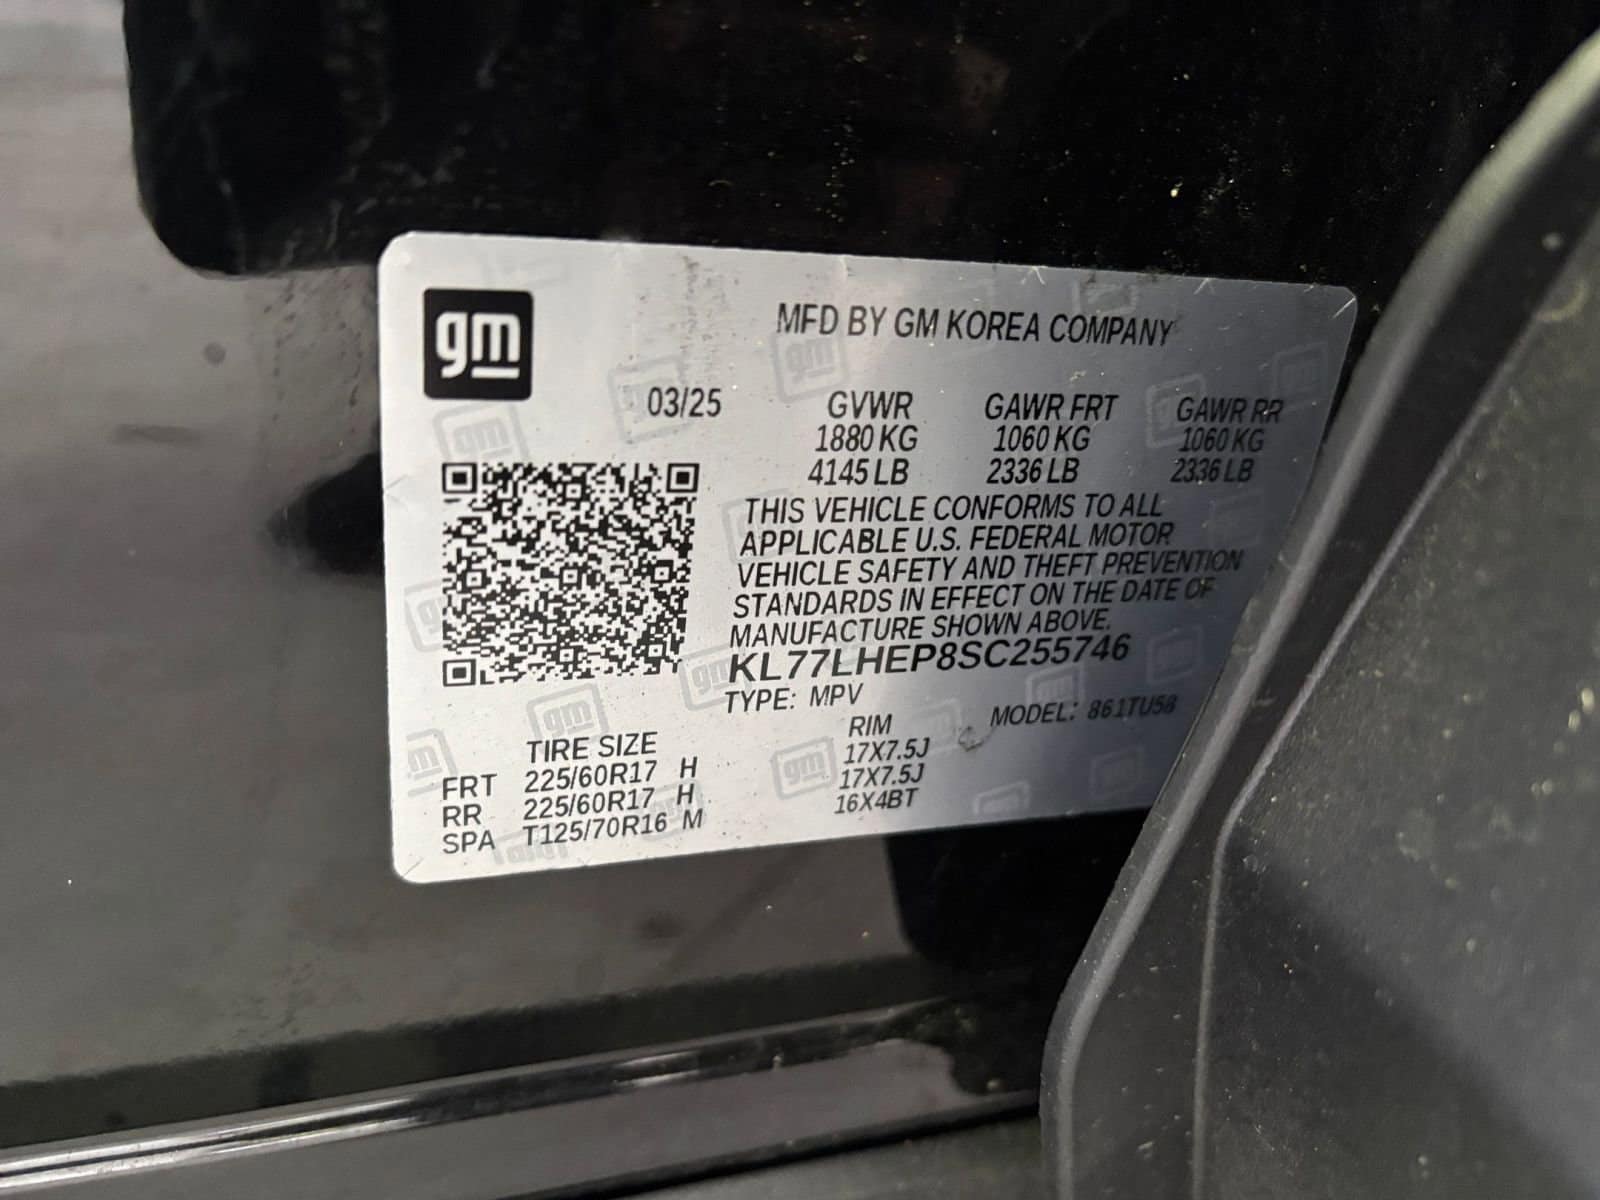 gm
MFD BY GM KOREA COMPANY
03/25 GVWR GAWR FRT GAWR RR
1880 KG 1060 KG 1060 KG
4145 LB 2336 LB 2336 LB
THIS VEHICLE CONFORMS TO ALL
APPLICABLE U.S. FEDERAL MOTOR
VEHICLE SAFETY AND THEFT PREVENTION
STANDARDS IN EFFECT ON THE DATE OF
MANUFACTURE SHOWN ABOVE.
KL77LHEP8SC255746
TYPE: MPV MODEL: 861TU58
TIRE SIZE RIM
FRT 225/60R17 H 17X7.5J
RR 225/60R17 H 17X7.5J
SPA T125/70R16 M 16X4BT